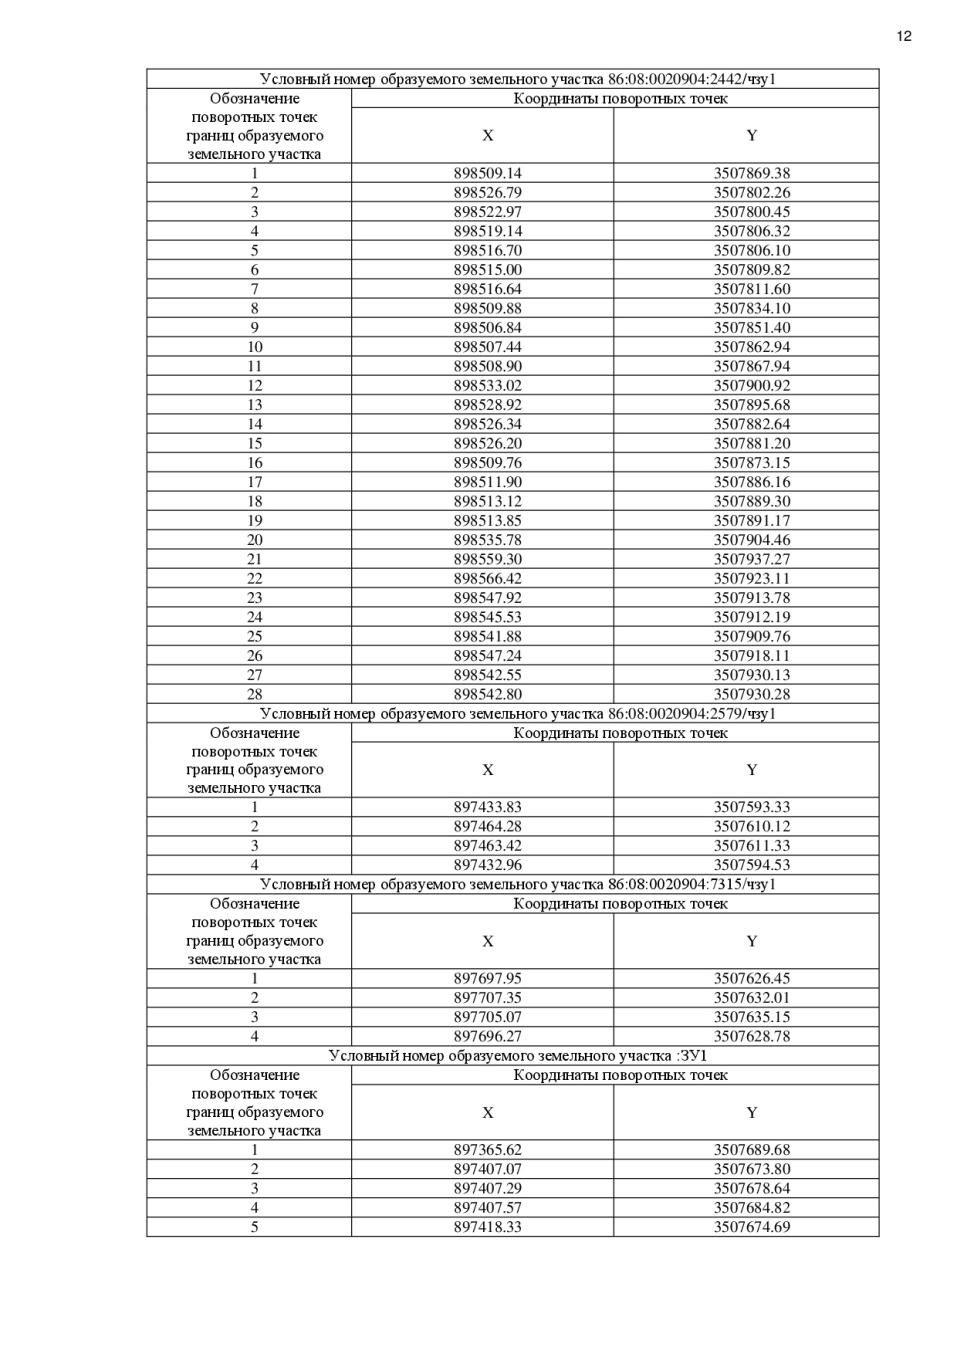 12
Условный номер образуемого земельного участка 86:08:0020904:2442/чзу1
Обозначение поворотных точек границ образуемого земельного участка
Координаты поворотных точек
X Y
1 898509.14 3507869.38
2 898526.79 3507802.26
3 898522.97 3507800.45
4 898519.14 3507806.32
5 898516.70 3507806.10
6 898515.00 3507809.82
7 898516.64 3507811.60
8 898509.88 3507834.10
9 898506.84 3507851.40
10 898507.44 3507862.94
11 898508.90 3507867.94
12 898533.02 3507900.92
13 898528.92 3507895.68
14 898526.34 3507882.64
15 898526.20 3507881.20
16 898509.76 3507873.15
17 898511.90 3507886.16
18 898513.12 3507889.30
19 898513.85 3507891.17
20 898535.78 3507904.46
21 898559.30 3507937.27
22 898566.42 3507923.11
23 898547.92 3507913.78
24 898545.53 3507912.19
25 898541.88 3507909.76
26 898547.24 3507918.11
27 898542.55 3507930.13
28 898542.80 3507930.28
Условный номер образуемого земельного участка 86:08:0020904:2579/чзу1
Обозначение
поворотных точек
границ образуемого
земельного участка
Координаты поворотных точек
X Y
1 897433.83 3507593.33
2 897464.28 3507610.12
3 897463.42 3507611.33
4 897432.96 3507594.53
Условный номер образуемого земельного участка 86:08:0020904:7315/чзу1
Обозначение
поворотных точек
границ образуемого
земельного участка
Координаты поворотных точек
X Y
1 897697.95 3507626.45
2 897707.35 3507632.01
3 897705.07 3507635.15
4 897696.27 3507628.78
Условный номер образуемого земельного участка :ЗУ1
Обозначение
поворотных точек
границ образуемого
земельного участка
Координаты поворотных точек
X Y
1 897365.62 3507689.68
2 897407.07 3507673.80
3 897407.29 3507678.64
4 897407.57 3507684.82
5 897418.33 3507674.69